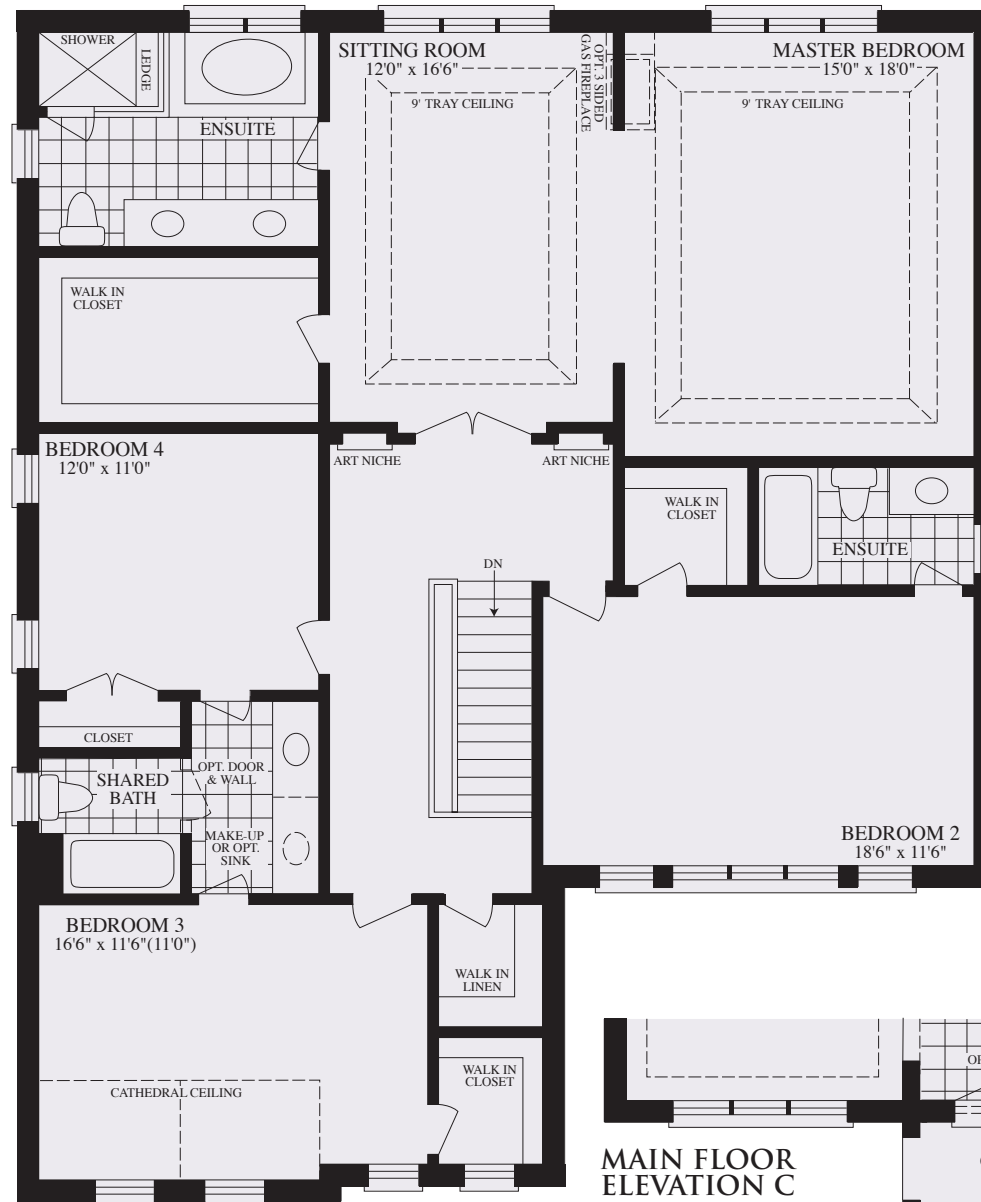 SHOWER
LEDGE
ENSUITE
SITTING ROOM
12'0" x 16'6"
9' TRAY CEILING
OPT. 3 SIDED
GAS FIREPLACE
MASTER BEDROOM
15'0" x 18'0"
9' TRAY CEILING
WALK IN
CLOSET
BEDROOM 4
12'0" x 11'0"
ART NICHE
ART NICHE
WALK IN
CLOSET
ENSUITE
DN
CLOSET
SHARED
BATH
OPT. DOOR
& WALL
MAKE-UP
OR OPT.
SINK
BEDROOM 2
18'6" x 11'6"
BEDROOM 3
16'6" x 11'6"(11'0")
WALK IN
LINEN
WALK IN
CLOSET
CATHEDRAL CEILING
MAIN FLOOR
ELEVATION C